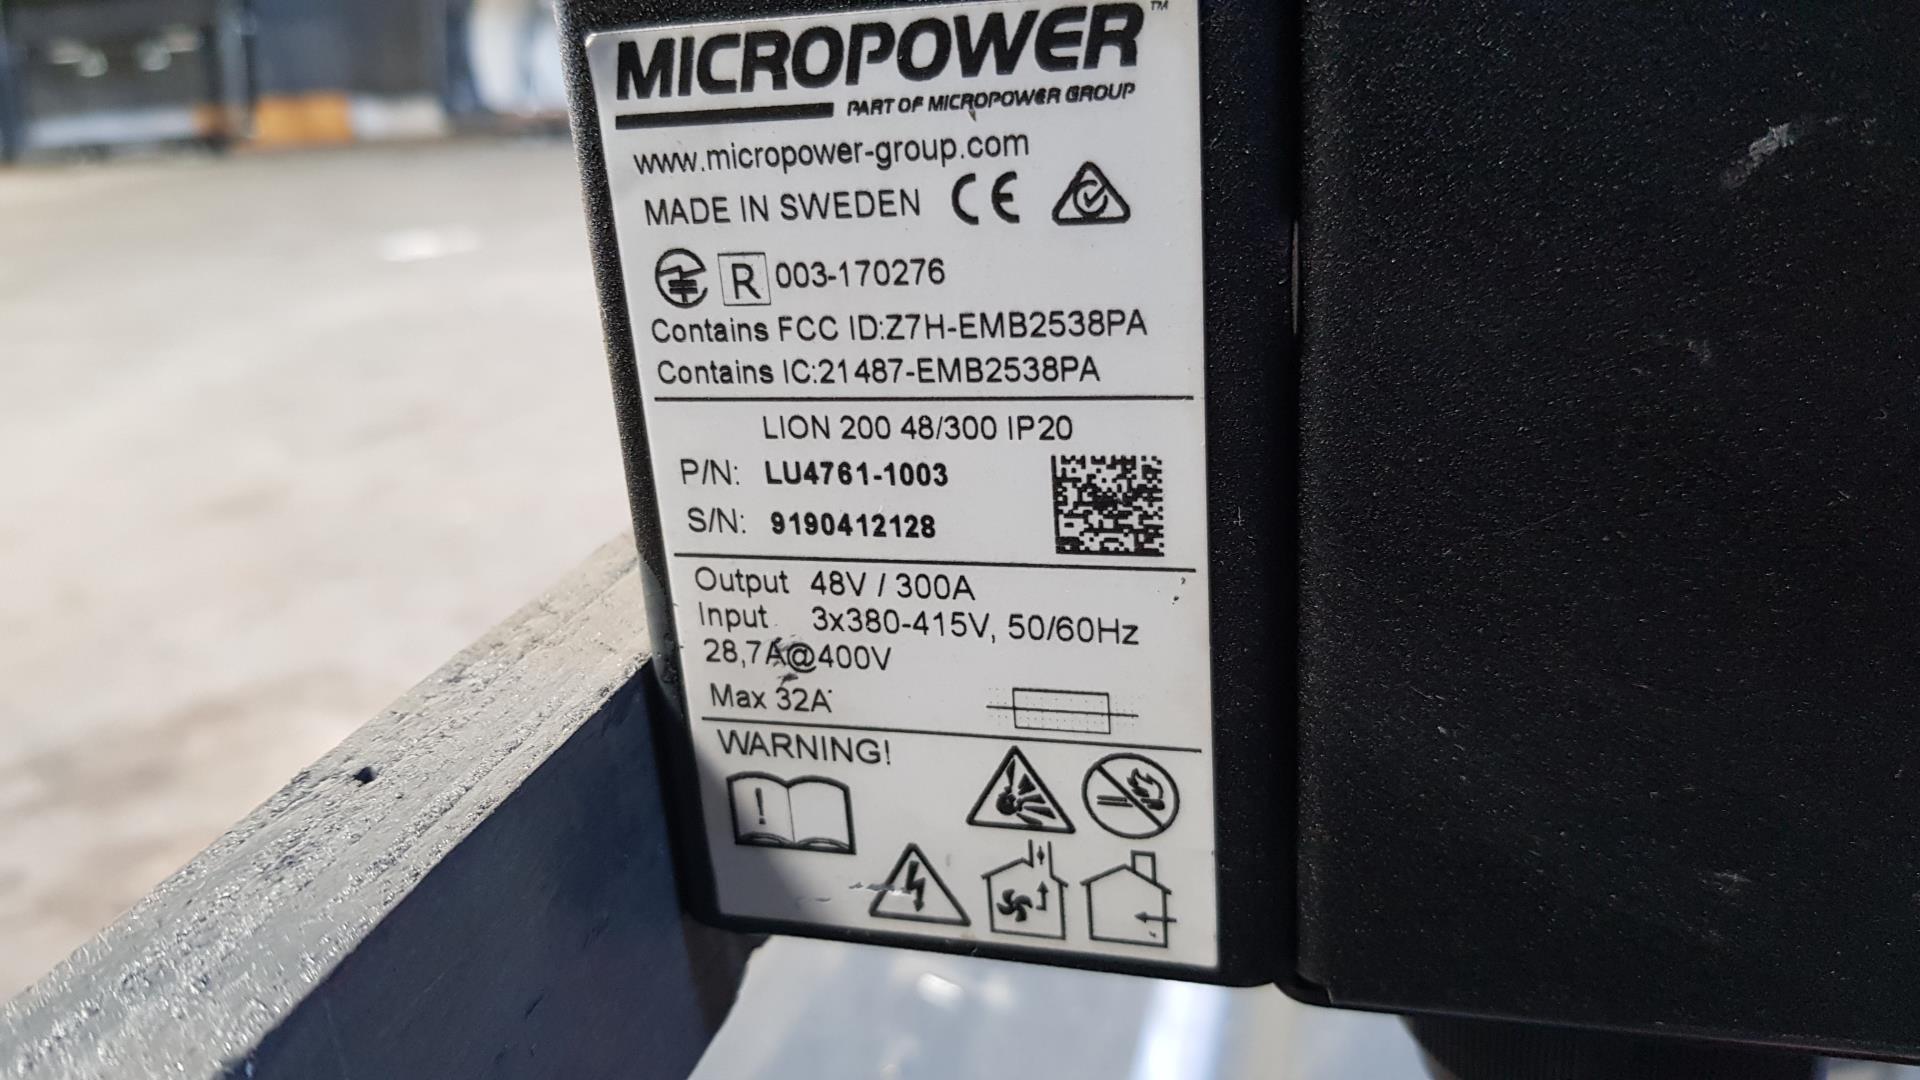 MICROPOWER™
PART OF MICROPOWER GROUP
www.micropower-group.com
MADE IN SWEDEN CE
R 003-170276
Contains FCC ID:Z7H-EMB2538PA
Contains IC:21487-EMB2538PA
LION 200 48/300 IP20
P/N: LU4761-1003
S/N: 9190412128
Output 48V / 300A
Input 3x380-415V, 50/60Hz
28,7A@400V
Max 32A
WARNING!